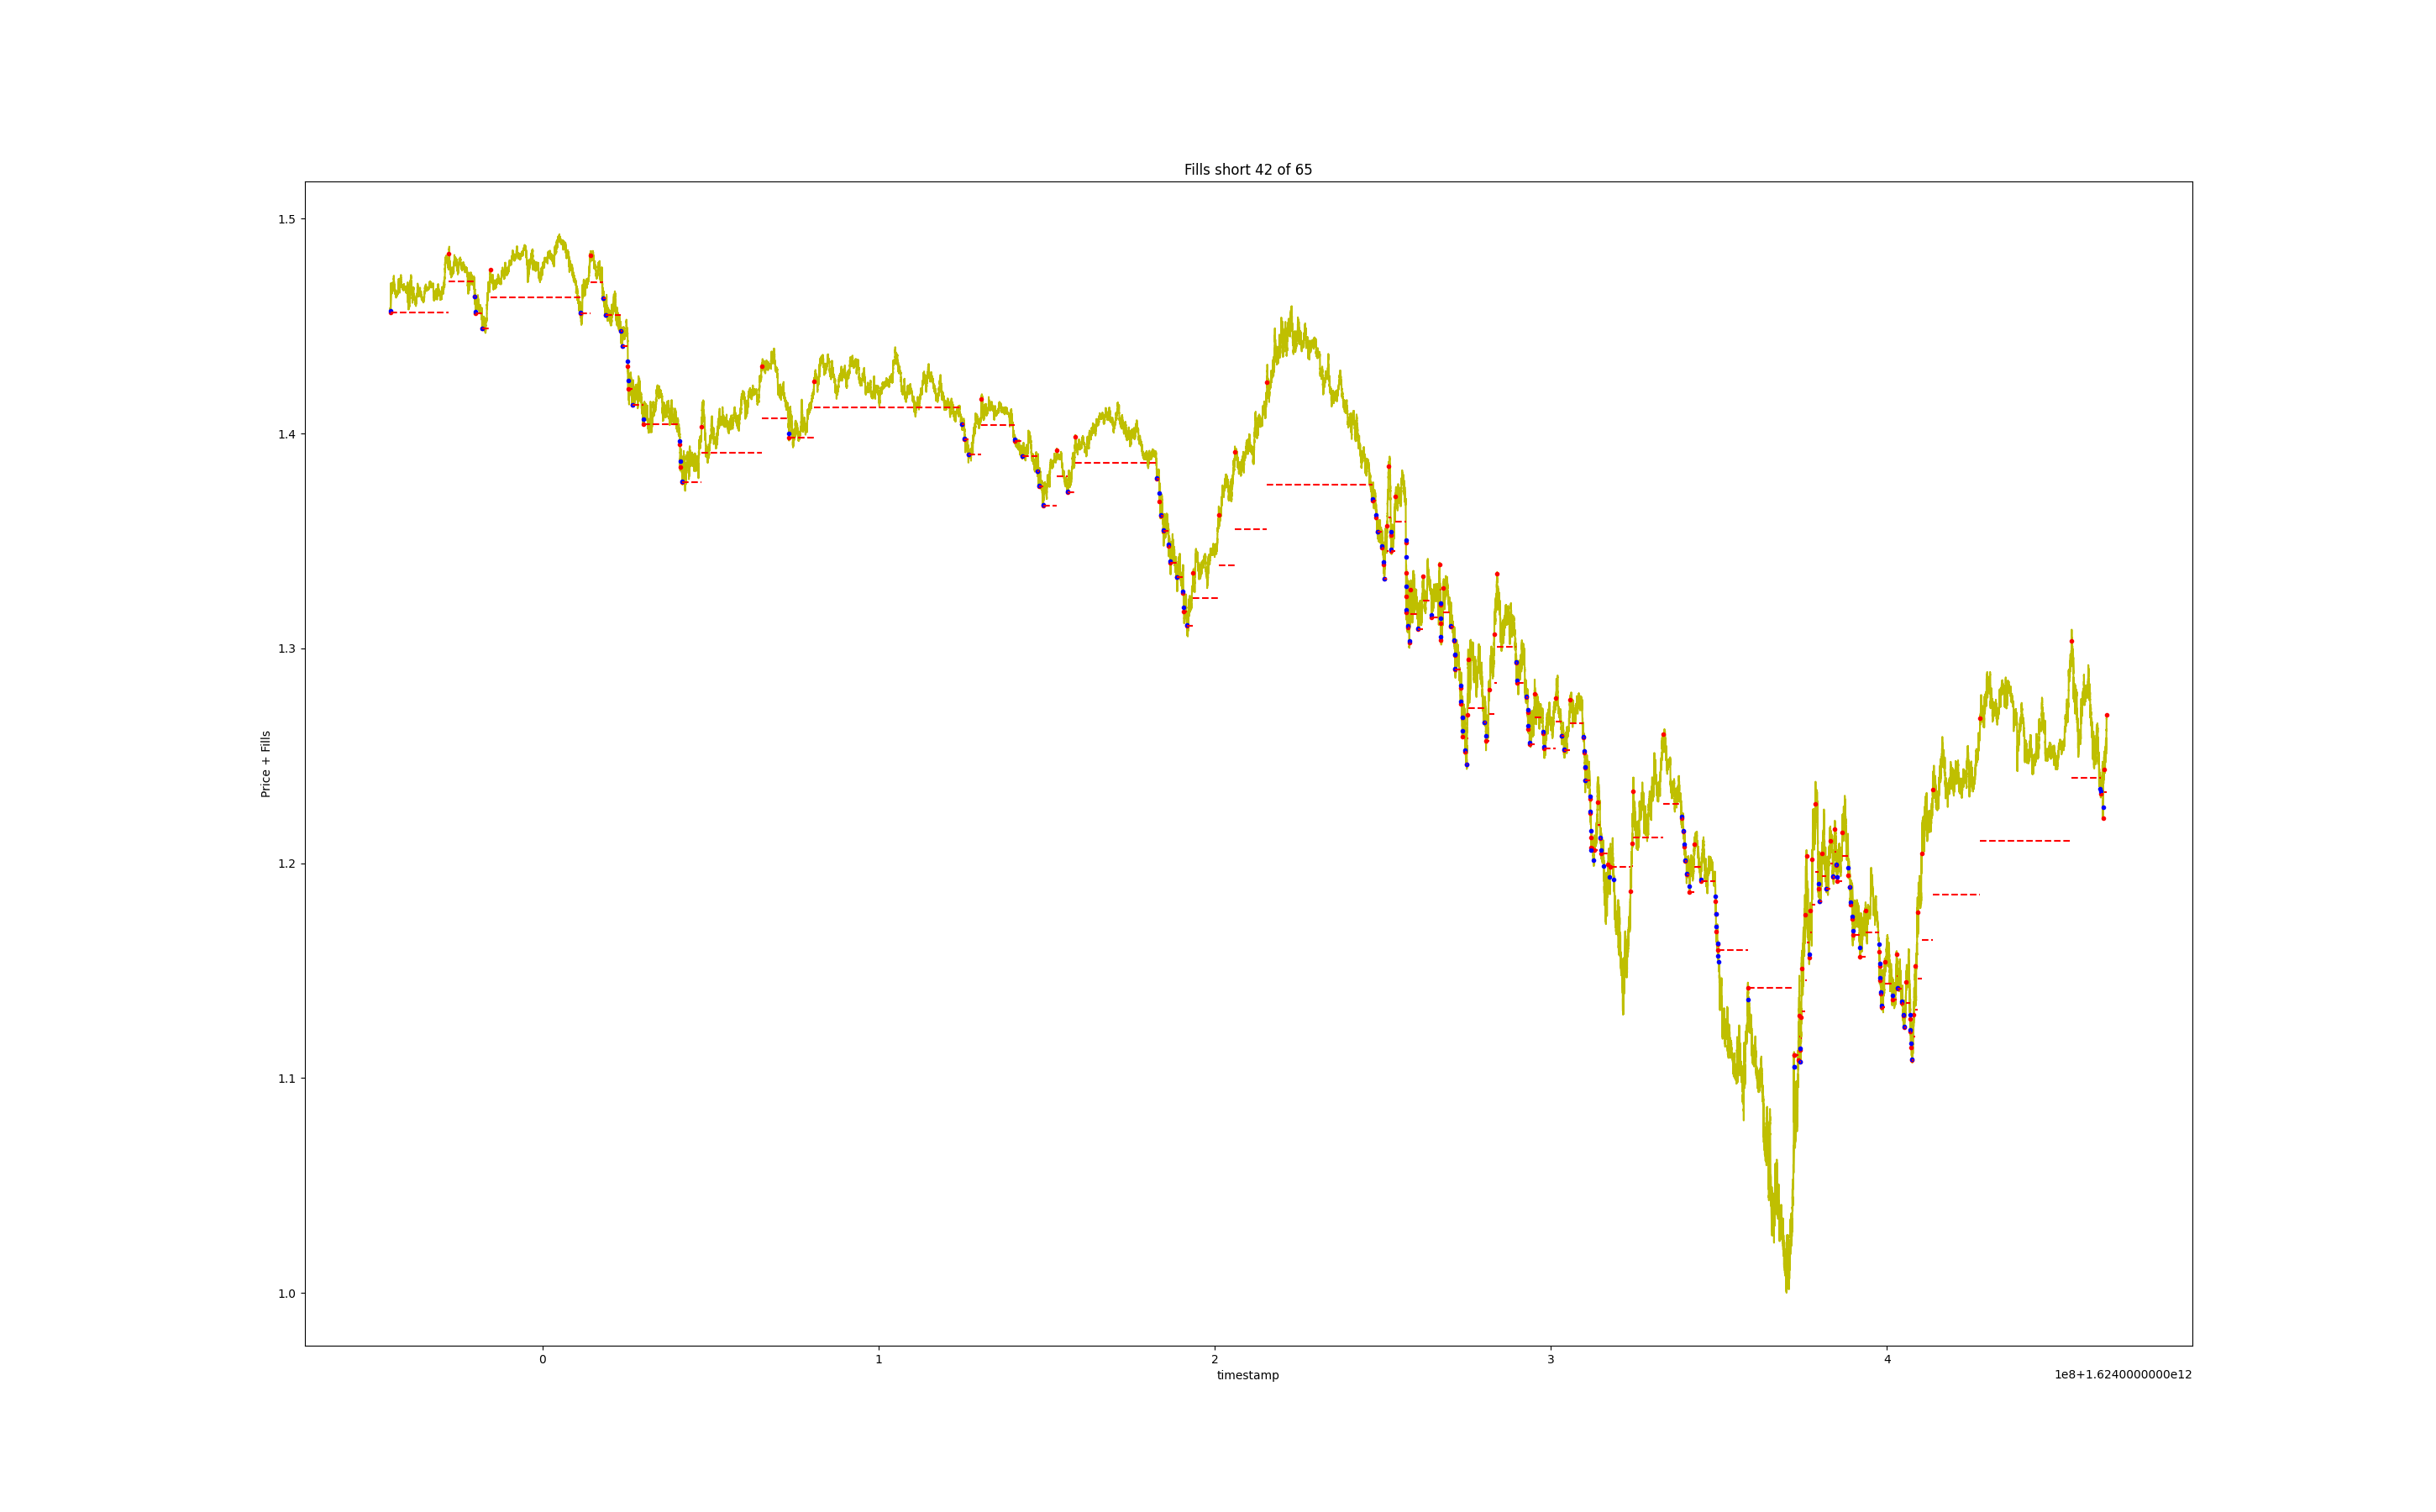 Fills short 42 of 65
1.5
1.4
1.3
1.2
1.1
1.0
Price + Fills
0 1 2 3 4
timestamp
1e8+1.6240000000e12